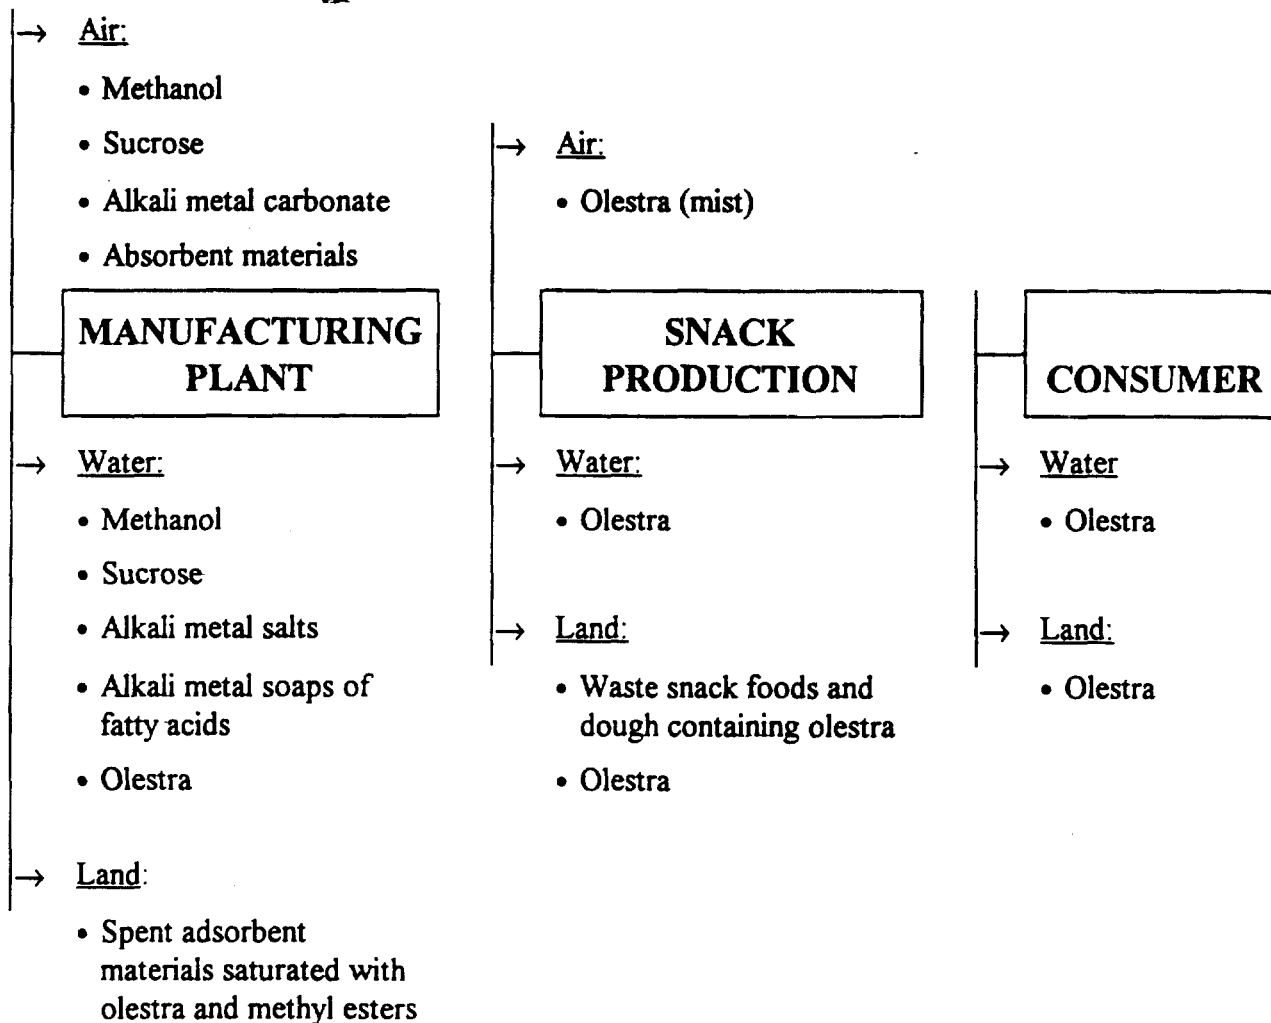 → Air:
• Methanol
• Sucrose
• Alkali metal carbonate
• Absorbent materials
MANUFACTURING
PLANT
→ Water:
• Methanol
• Sucrose
• Alkali metal salts
• Alkali metal soaps of
fatty acids
• Olestra
→ Land:
• Spent adsorbent
materials saturated with
olestra and methyl esters
→ Air:
• Olestra (mist)
SNACK
PRODUCTION
→ Water:
• Olestra
→ Land:
• Waste snack foods and
dough containing olestra
• Olestra
CONSUMER
→ Water
• Olestra
→ Land:
• Olestra